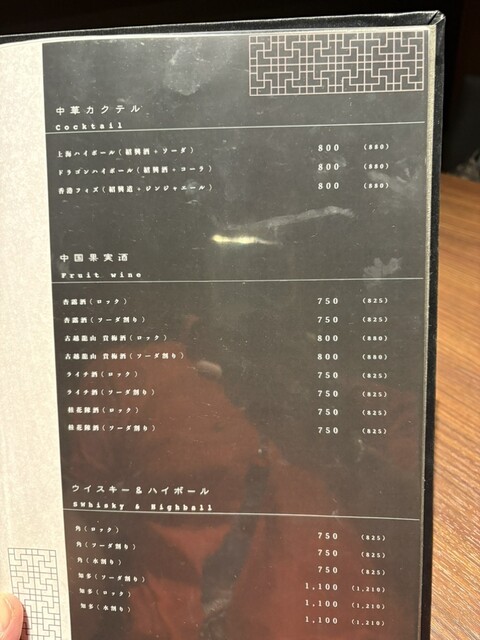 中華カクテル
Cocktail
上海ハイボール(紹興酒+ソーダ) 800 (880)
ドラゴンハイボール(紹興酒+コーラ) 800 (880)
香港フィズ(紹興道+ジンジャエール) 800 (880)
中国果実酒
Fruit wine
杏露酒(ロック) 750 (825)
杏露酒(ソーダ割り) 750 (825)
古越龍山 貴梅酒(ロック) 800 (880)
古越龍山 貴梅酒(ソーダ割り) 800 (880)
ライチ酒(ロック) 750 (825)
ライチ酒(ソーダ割り) 750 (825)
桂花陳酒(ロック) 750 (825)
桂花陳酒(ソーダ割り) 750 (825)
ウイスキー&ハイボール
SWhisky & Highball
角(ロック) 750 (825)
角(ソーダ割り) 750 (825)
角(水割り) 750 (825)
知多(ソーダ割り) 1,100 (1,210)
知多(ロック) 1,100 (1,210)
知多(水割り) 1,100 (1,210)